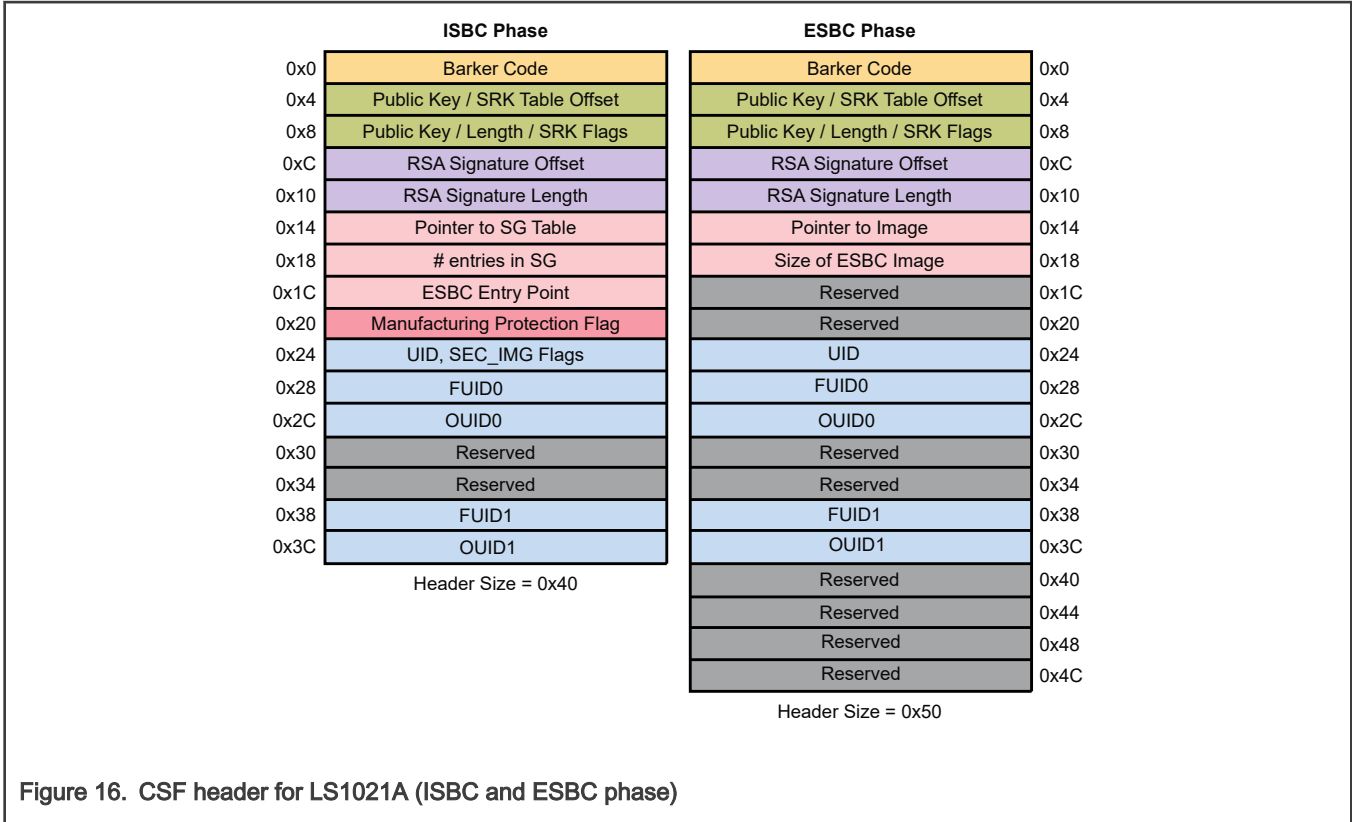 ISBC Phase
ESBC Phase
0x0 Barker Code Barker Code 0x0
0x4 Public Key / SRK Table Offset Public Key / SRK Table Offset 0x4
0x8 Public Key / Length / SRK Flags Public Key / Length / SRK Flags 0x8
0xC RSA Signature Offset RSA Signature Offset 0xC
0x10 RSA Signature Length RSA Signature Length 0x10
0x14 Pointer to SG Table Pointer to Image 0x14
0x18 # entries in SG Size of ESBC Image 0x18
0x1C ESBC Entry Point Reserved 0x1C
0x20 Manufacturing Protection Flag Reserved 0x20
0x24 UID, SEC_IMG Flags UID 0x24
0x28 FUID0 FUID0 0x28
0x2C OUID0 OUID0 0x2C
0x30 Reserved Reserved 0x30
0x34 Reserved Reserved 0x34
0x38 FUID1 FUID1 0x38
0x3C OUID1 OUID1 0x3C
Header Size = 0x40
Reserved 0x40
Reserved 0x44
Reserved 0x48
Reserved 0x4C
Header Size = 0x50
Figure 16. CSF header for LS1021A (ISBC and ESBC phase)